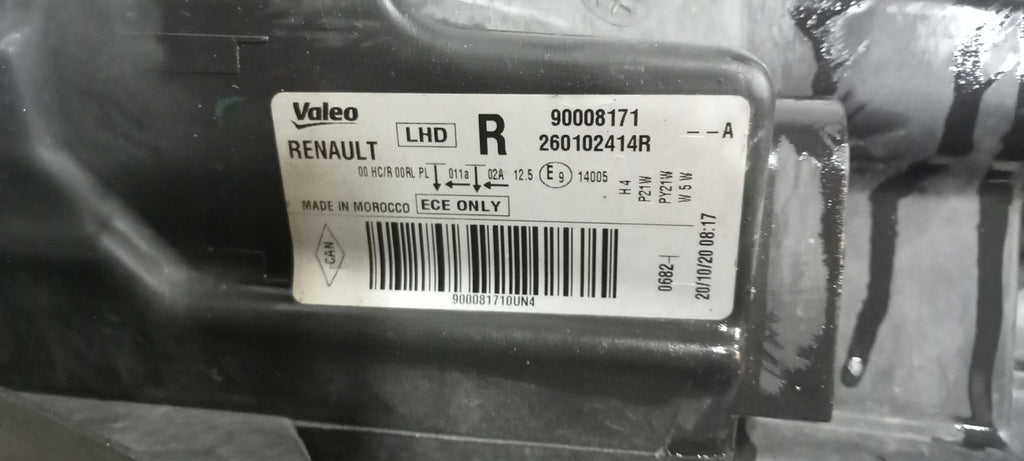 Valeo
RENAULT
LHD
R
90008171
260102414R
--A
00 HC/R 00RL PL 011a 02A 12.5 E9 14005
MADE IN MOROCCO ECE ONLY
H4
P21W
PY21W
W5W
CAN
900081710UN4
0682-I
20/10/20 08:17